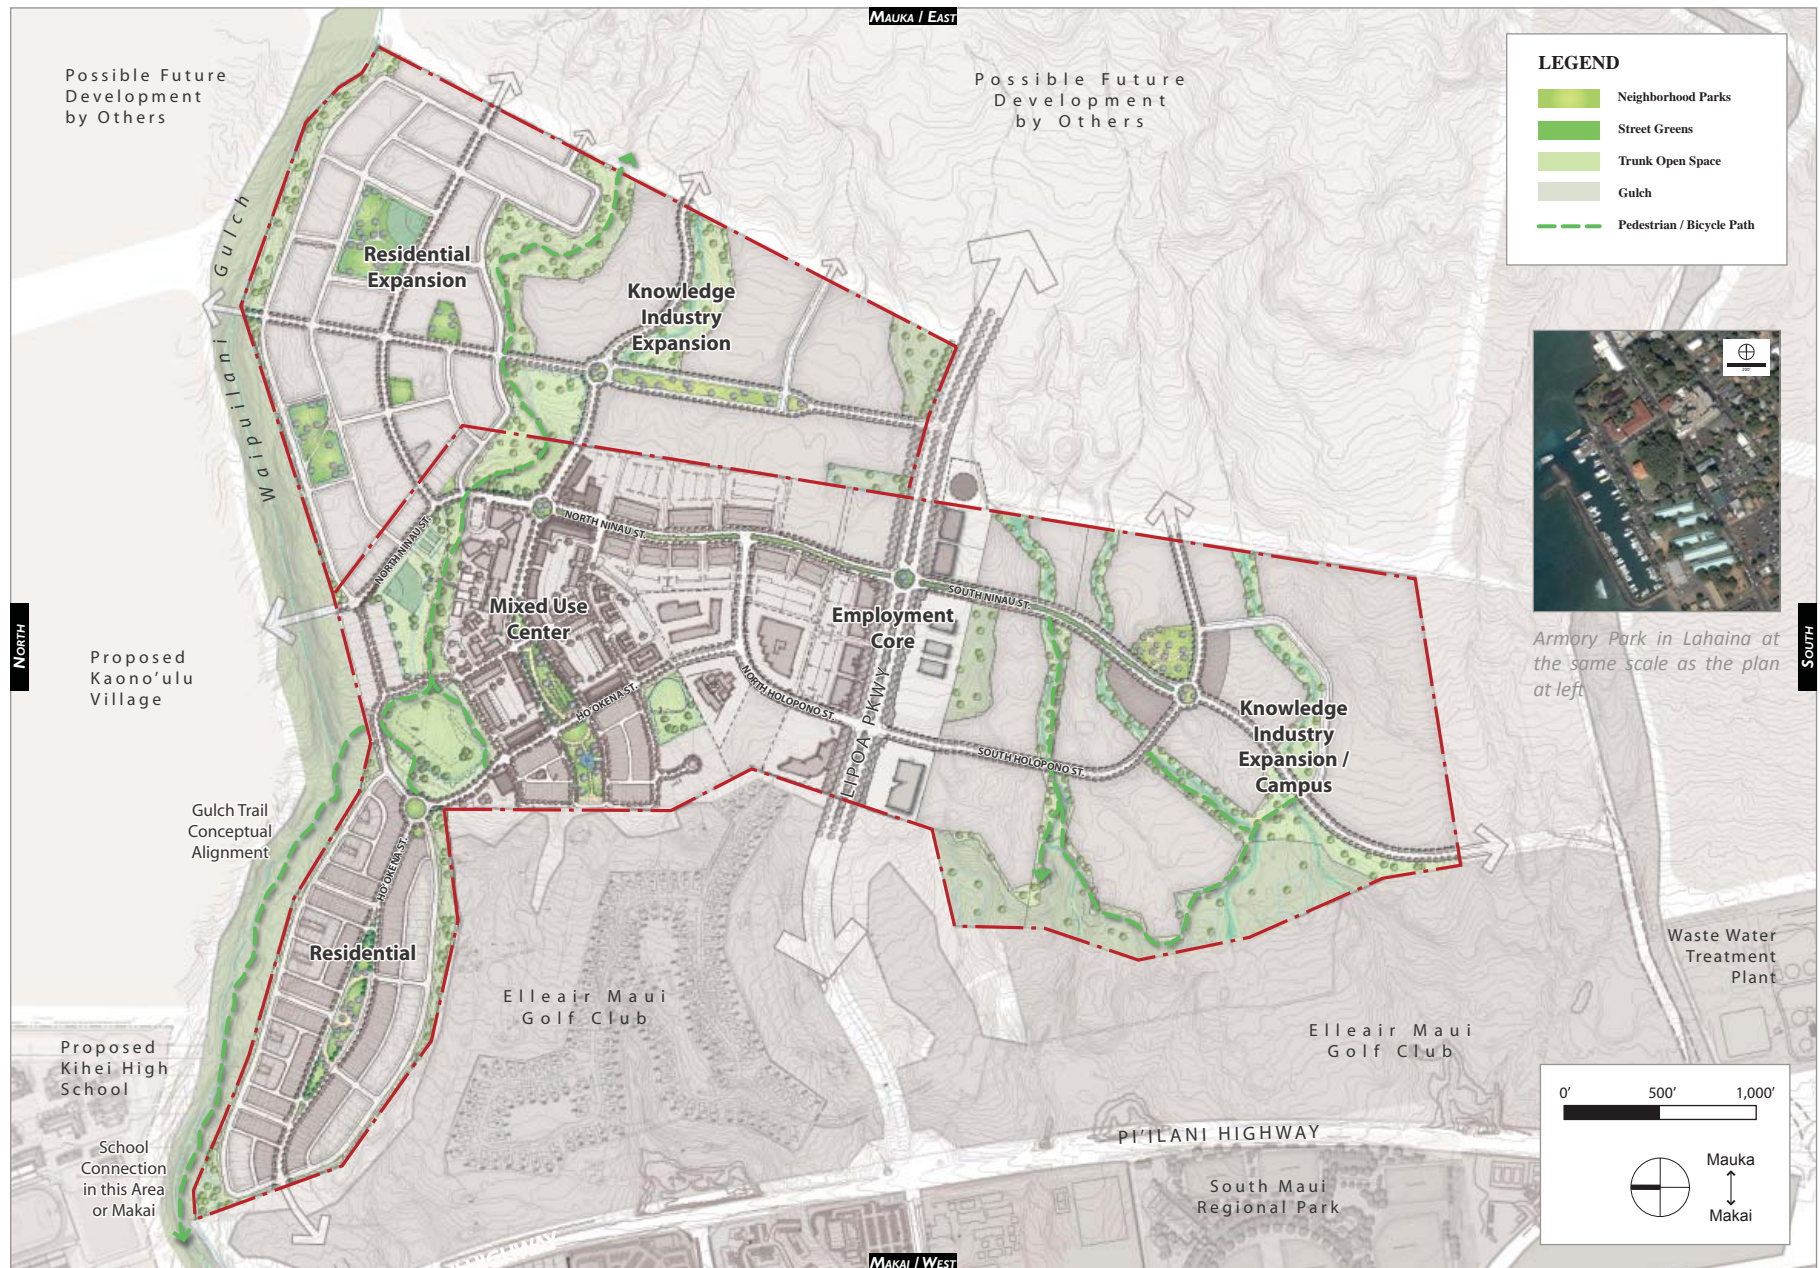 MAUKA / EAST
Possible Future
Development
by Others
Possible Future
Development
by Others
LEGEND
Neighborhood Parks
Street Greens
Trunk Open Space
Gulch
Pedestrian / Bicycle Path
Waipuilani Gulch
Residential
Expansion
Knowledge
Industry
Expansion
NORTH NINAU ST.
NORTH NINAU ST.
Mixed Use
Center
Employment
Core
SOUTH NINAU ST.
Armory Park in Lahaina at
the same scale as the plan
at left
NORTH
SOUTH
Proposed
Kaono'ulu
Village
HO'OKENA ST.
NORTH HOLOPONO ST.
LIPOA PKWY
SOUTH HOLOPONO ST.
Knowledge
Industry
Expansion /
Campus
Gulch Trail
Conceptual
Alignment
HO'OKENA ST.
Residential
Elleair Maui
Golf Club
Waste Water
Treatment
Plant
Elleair Maui
Golf Club
Proposed
Kihei High
School
School
Connection
in this Area
or Makai
PI'ILANI HIGHWAY
South Maui
Regional Park
HIGHWAY
0' 500' 1,000'
Mauka
Makai
MAKAI / WEST